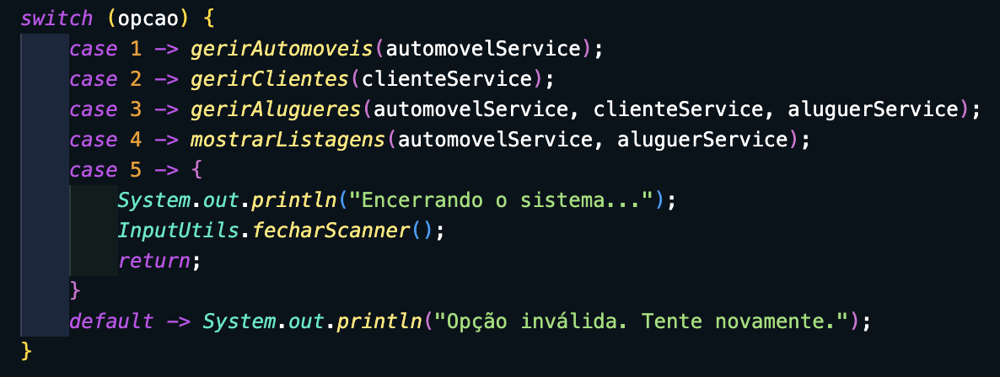 switch (opcao) {
    case 1 -> gerirAutomoveis(automovelService);
    case 2 -> gerirClientes(clienteService);
    case 3 -> gerirAlugueres(automovelService, clienteService, aluguerService);
    case 4 -> mostrarListagens(automovelService, aluguerService);
    case 5 -> {
        System.out.println("Encerrando o sistema...");
        InputUtils.fecharScanner();
        return;
    }
    default -> System.out.println("Opção inválida. Tente novamente.");
}